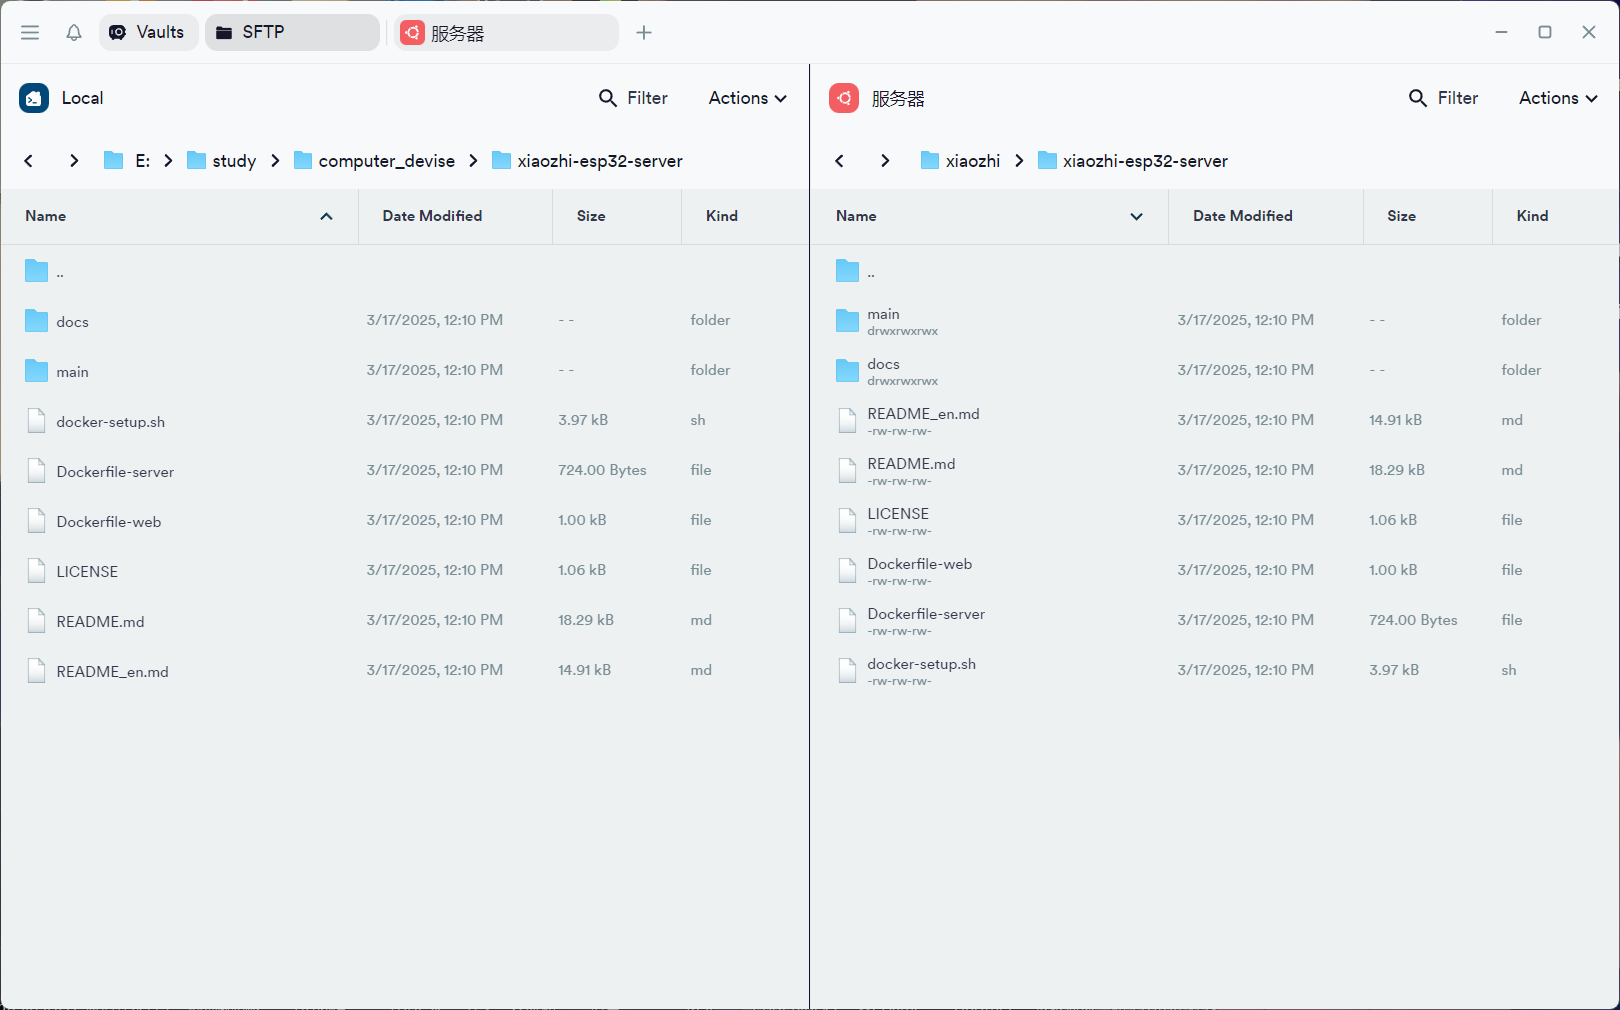 Vaults SFTP 服务器
Local Filter Actions
服务器 Filter Actions
E: study computer_devise xiaozhi-esp32-server
xiaozhi xiaozhi-esp32-server
Name Date Modified Size Kind
..
docs 3/17/2025, 12:10 PM - - folder
main 3/17/2025, 12:10 PM - - folder
docker-setup.sh 3/17/2025, 12:10 PM 3.97 kB sh
Dockerfile-server 3/17/2025, 12:10 PM 724.00 Bytes file
Dockerfile-web 3/17/2025, 12:10 PM 1.00 kB file
LICENSE 3/17/2025, 12:10 PM 1.06 kB file
README.md 3/17/2025, 12:10 PM 18.29 kB md
README_en.md 3/17/2025, 12:10 PM 14.91 kB md
Name Date Modified Size Kind
..
main 3/17/2025, 12:10 PM - - folder
drwxrwxrwx
docs 3/17/2025, 12:10 PM - - folder
drwxrwxrwx
README_en.md 3/17/2025, 12:10 PM 14.91 kB md
-rw-rw-rw-
README.md 3/17/2025, 12:10 PM 18.29 kB md
-rw-rw-rw-
LICENSE 3/17/2025, 12:10 PM 1.06 kB file
-rw-rw-rw-
Dockerfile-web 3/17/2025, 12:10 PM 1.00 kB file
-rw-rw-rw-
Dockerfile-server 3/17/2025, 12:10 PM 724.00 Bytes file
-rw-rw-rw-
docker-setup.sh 3/17/2025, 12:10 PM 3.97 kB sh
-rw-rw-rw-